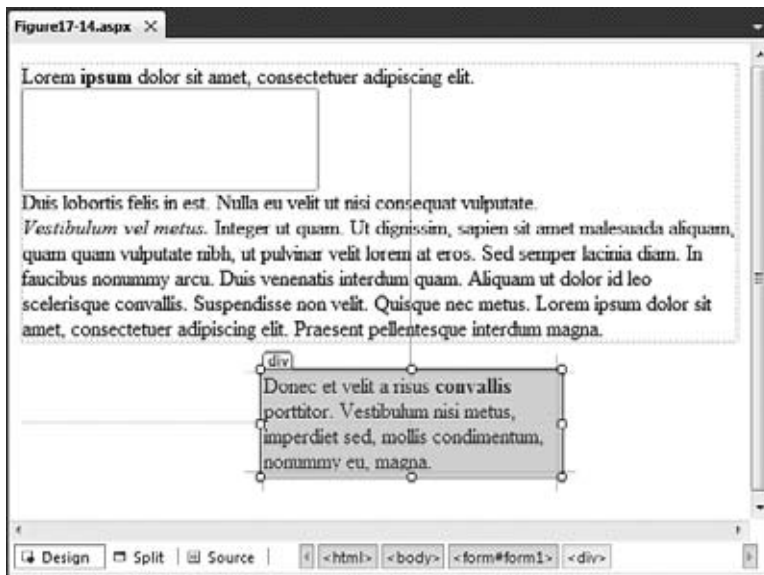 Figure17-14.aspx
Lorem ipsum dolor sit amet, consectetuer adipiscing elit.
Duis lobortis felis in est. Nulla eu velit ut nisi consequat vulputate.
Vestibulum vel metus. Integer ut quam. Ut dignissim, sapien sit amet malesuada aliquam,
quam quam vulputate nibh, ut pulvinar velit lorem at eros. Sed semper lacinia diam. In
faucibus nonummy arcu. Duis venenatis interdum quam. Aliquam ut dolor id leo
scelerisque convallis. Suspendisse non velit. Quisque nec metus. Lorem ipsum dolor sit
amet, consectetuer adipiscing elit. Praesent pellentesque interdum magna.
div
Donec et velit a risus convallis
porttitor. Vestibulum nisi metus,
imperdiet sed, mollis condimentum,
nonummy eu, magna.
Design Split Source <html> <body> <form#form1> <div>